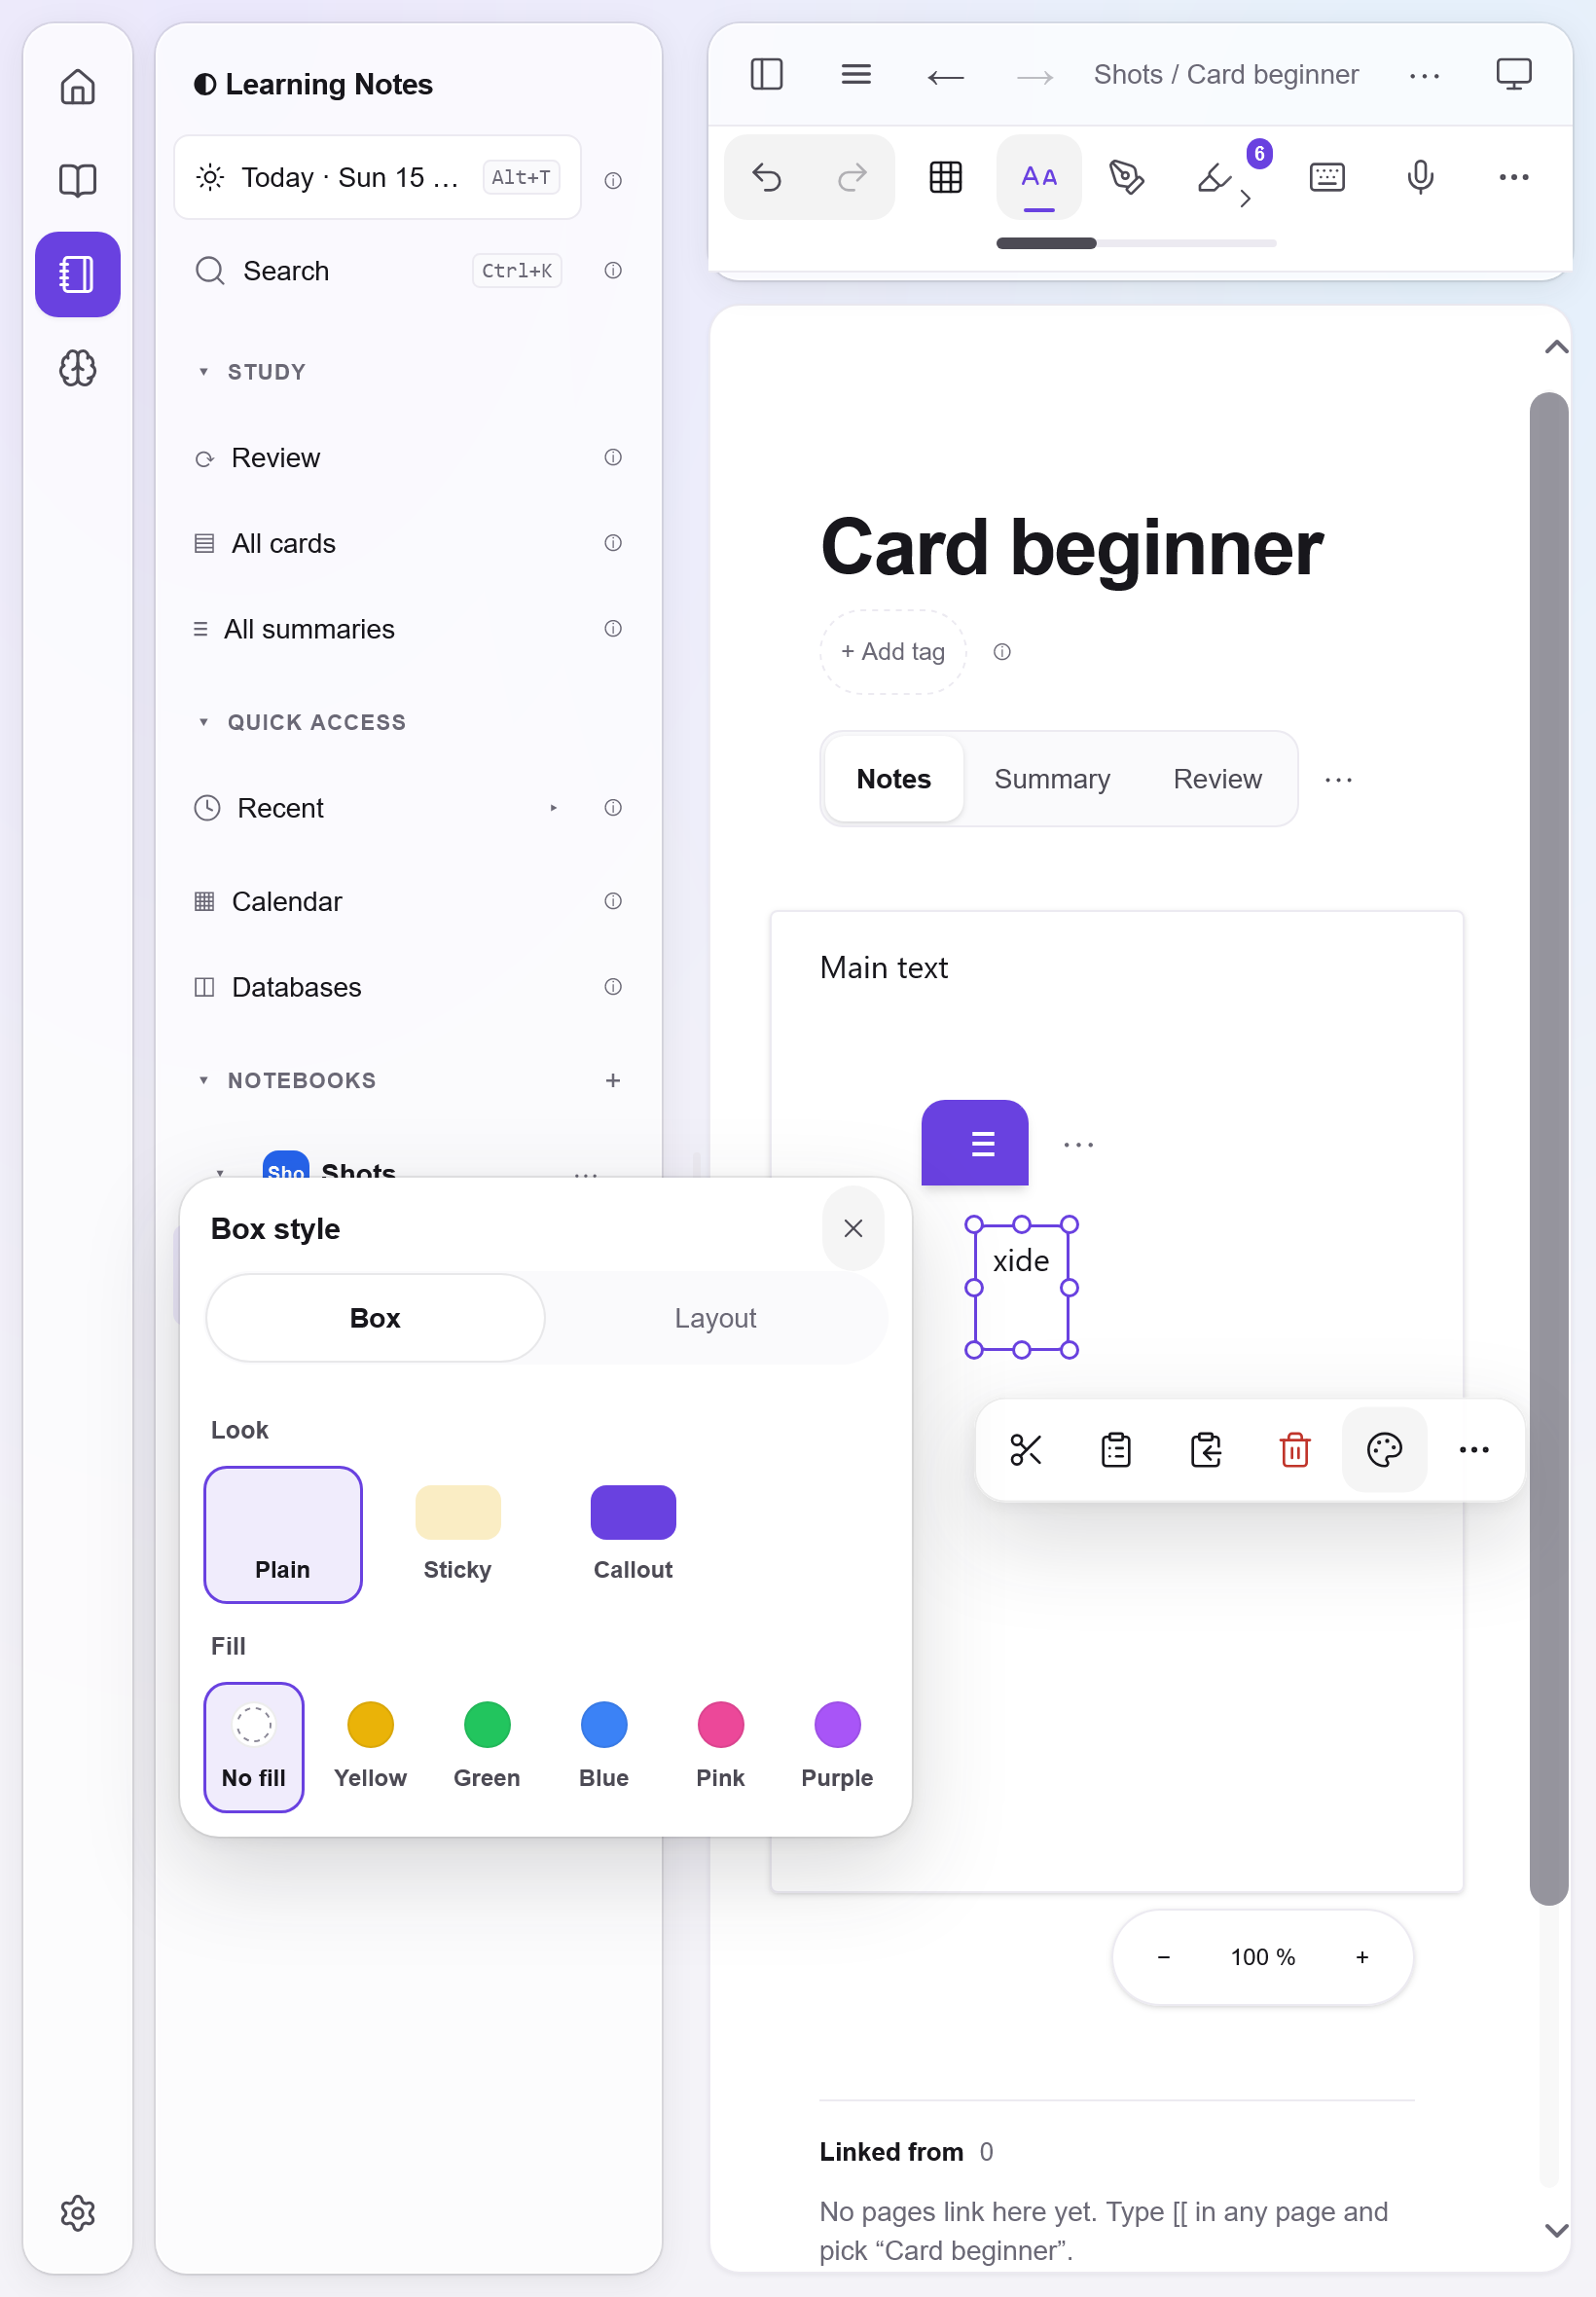 Learning Notes
Today · Sun 15 ... Alt+T
Search Ctrl+K
STUDY
Review
All cards
All summaries
QUICK ACCESS
Recent
Calendar
Databases
NOTEBOOKS +
Sho Shots ...
Shots / Card beginner ...
AA
6
Card beginner
+ Add tag
Notes Summary Review ...
Main text
xide
Box style
Box Layout
Look
Plain Sticky Callout
Fill
No fill Yellow Green Blue Pink Purple
− 100 % +
Linked from 0
No pages link here yet. Type [[ in any page and
pick “Card beginner”.